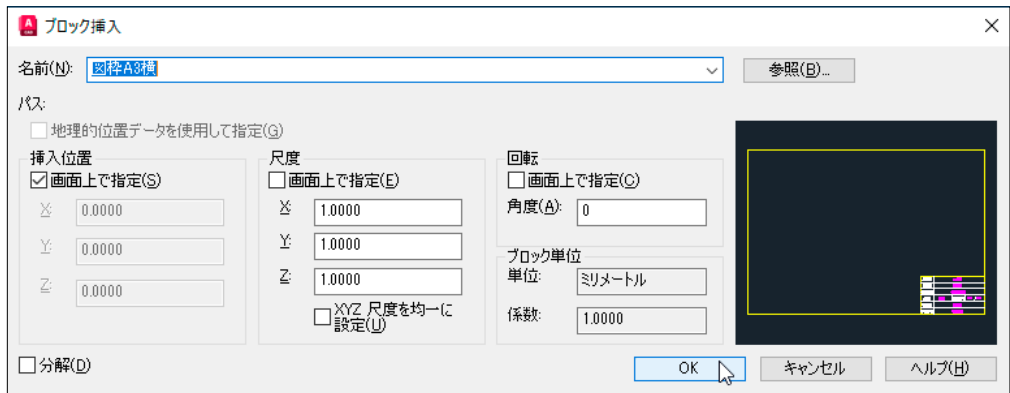 ブロック挿入
名前(N): 図枠A3横 参照(B)...
パス:
地理的位置データを使用して指定(G)
挿入位置 尺度 回転
画面上で指定(S) 画面上で指定(E) 画面上で指定(C)
X: 0.0000 X: 1.0000 角度(A): 0
Y: 0.0000 Y: 1.0000 ブロック単位
Z: 0.0000 Z: 1.0000 単位: ミリメートル
XYZ 尺度を均一に 係数: 1.0000
設定(U)
分解(D) OK キャンセル ヘルプ(H)